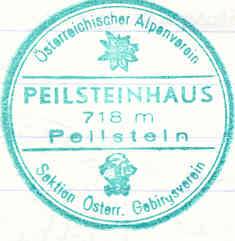 Österreichischer Alpenverein
PEILSTEINHAUS
718 m
Peilstein
Sektion Österr. Gebirgsverein